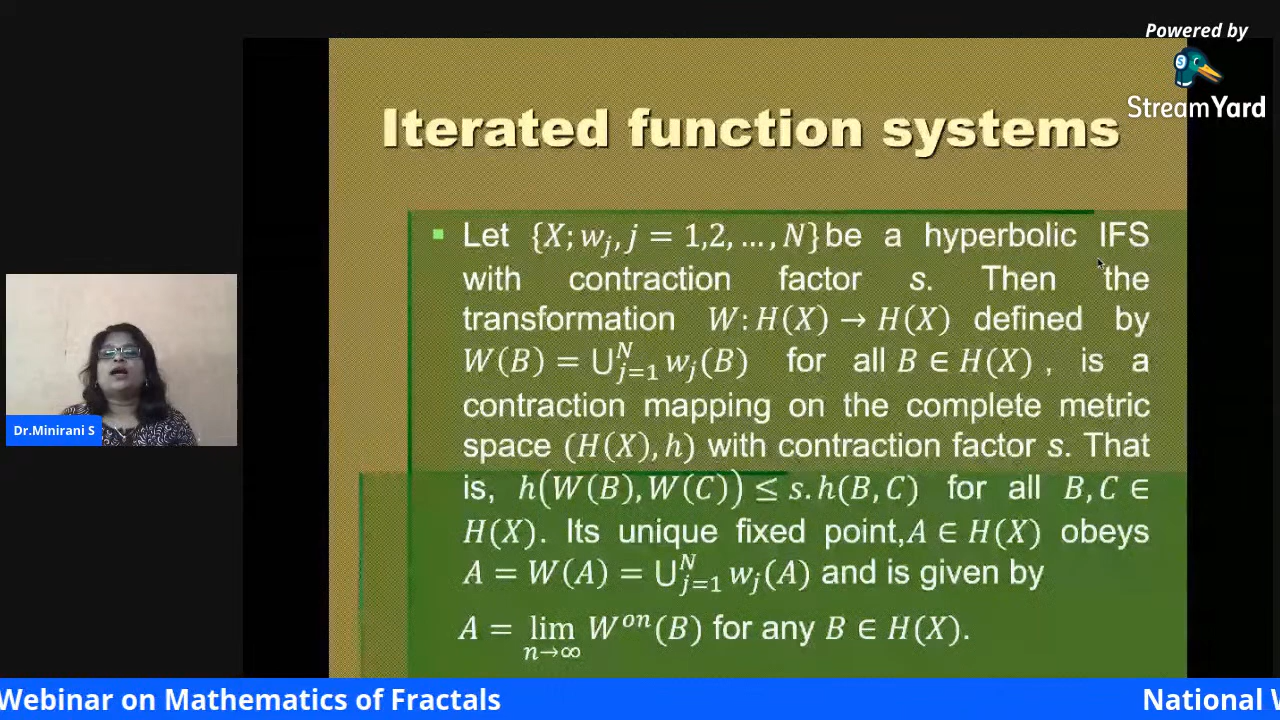 Powered by
StreamYard
Iterated function systems
Let {X; w_j, j = 1,2, …, N} be a hyperbolic IFS
with contraction factor s. Then the
transformation W: H(X) → H(X) defined by
W(B) = ⋃_{j=1}^{N} w_j(B) for all B ∈ H(X) , is a
contraction mapping on the complete metric
space (H(X), h) with contraction factor s. That
is, h(W(B), W(C)) ≤ s. h(B, C) for all B, C ∈
H(X). Its unique fixed point, A ∈ H(X) obeys
A = W(A) = ⋃_{j=1}^{N} w_j(A) and is given by
A = lim_{n→∞} W^{on}(B) for any B ∈ H(X).
Dr.Minirani S
Webinar on Mathematics of Fractals
National W